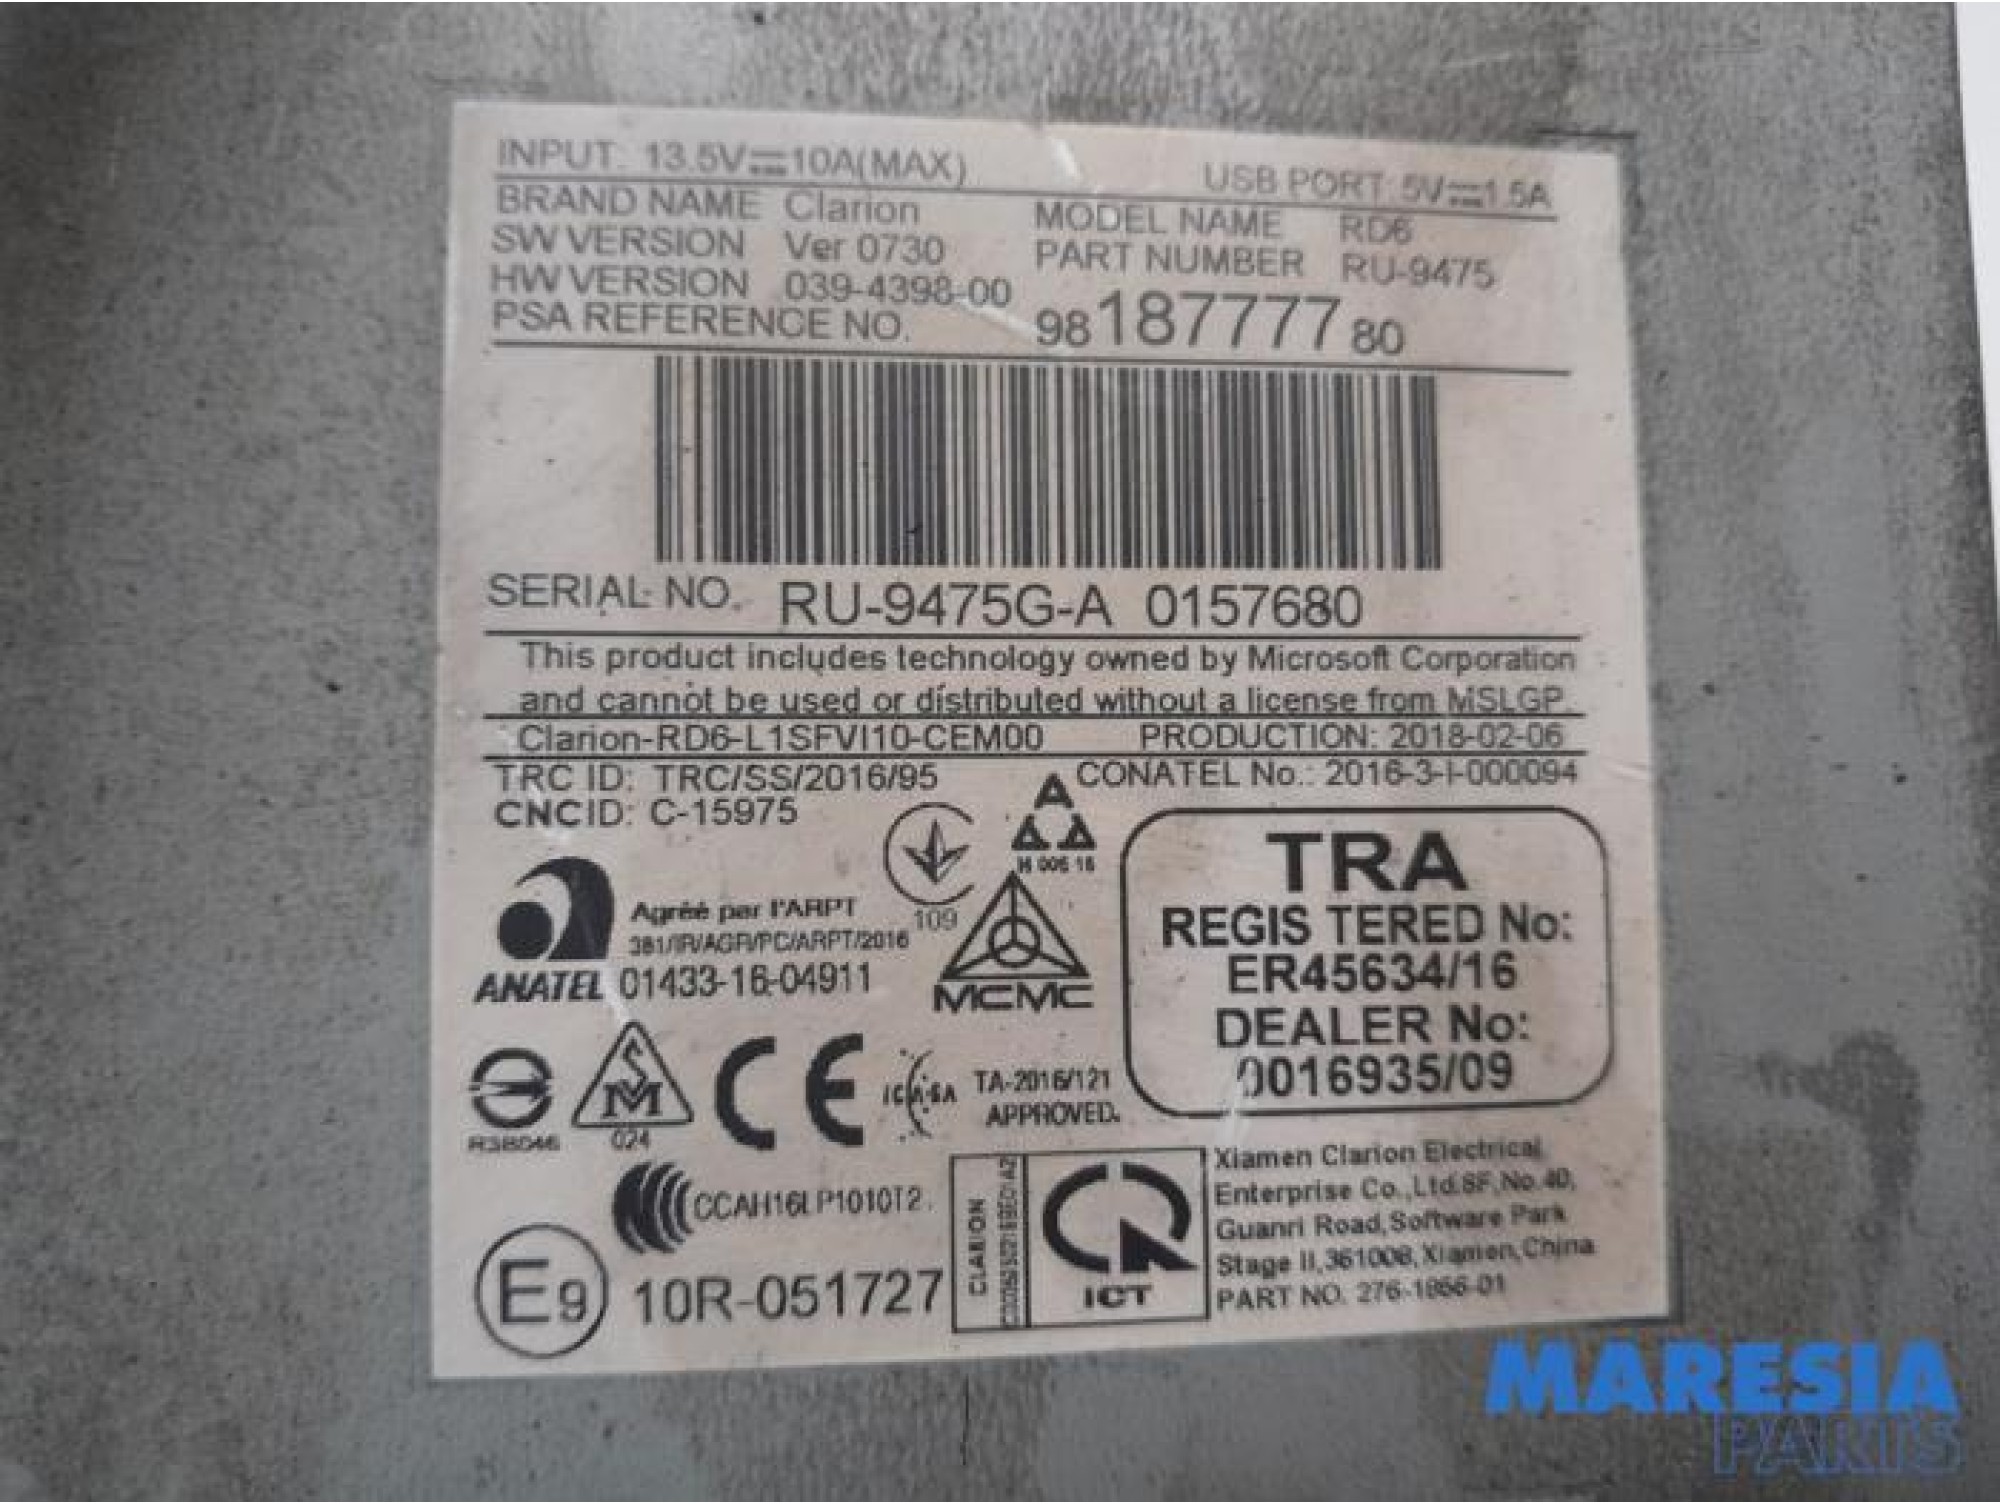 INPUT 13.5V 10A(MAX) USB PORT 5V 1.5A
BRAND NAME Clarion MODEL NAME RD6
SW VERSION Ver 0730 PART NUMBER RU-9475
HW VERSION 039-4398-00
PSA REFERENCE NO. 9818777780
SERIAL NO. RU-9475G-A 0157680
This product includes technology owned by Microsoft Corporation
and cannot be used or distributed without a license from MSLGP.
Clarion-RD6-L1SFVI10-CEM00 PRODUCTION: 2018-02-06
TRC ID: TRC/SS/2016/95 CONATEL No.: 2016-3-I-000094
CNCID: C-15975
H 006 16
Agréé par l'ARPT
109
381/IR/AGR/PC/ARPT/2016
ANATEL 01433-16-04911
MCMC
TRA
REGIS TERED No:
ER45634/16
DEALER No:
0016935/09
R3B046
SM
024
CE
ICASA
TA-2016/121
APPROVED.
CCAH16LP1010T2
E9 10R-051727
CLARION
ICT
Xiamen Clarion Electrical
Enterprise Co.,Ltd.8F,No.40,
Guanri Road,Software Park
Stage II,361008,Xiamen,China
PART NO. 276-1856-01
MARESIA
PARTS